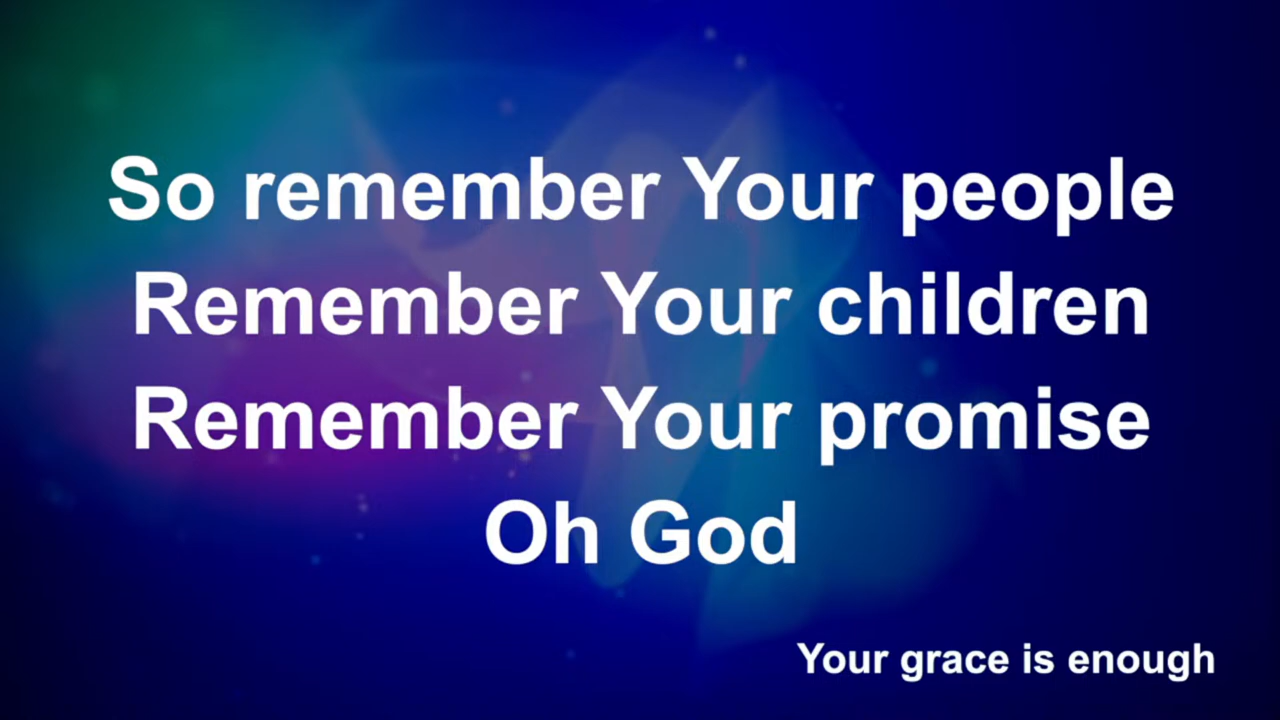 So remember Your people
Remember Your children
Remember Your promise
Oh God
Your grace is enough